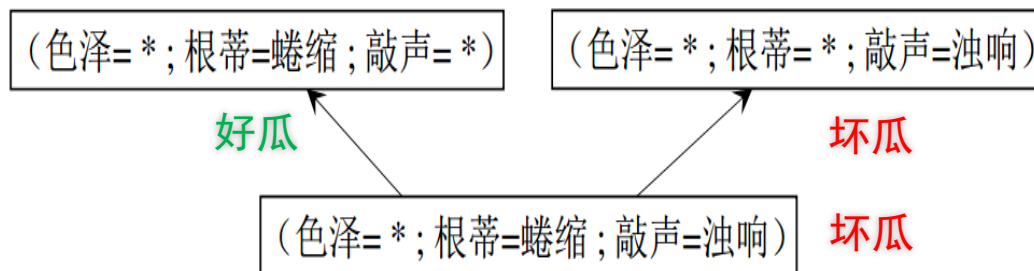 （色泽=*；根蒂=蜷缩；敲声=*）
（色泽=*；根蒂=*；敲声=浊响）
好瓜
坏瓜
（色泽=*；根蒂=蜷缩；敲声=浊响）
坏瓜